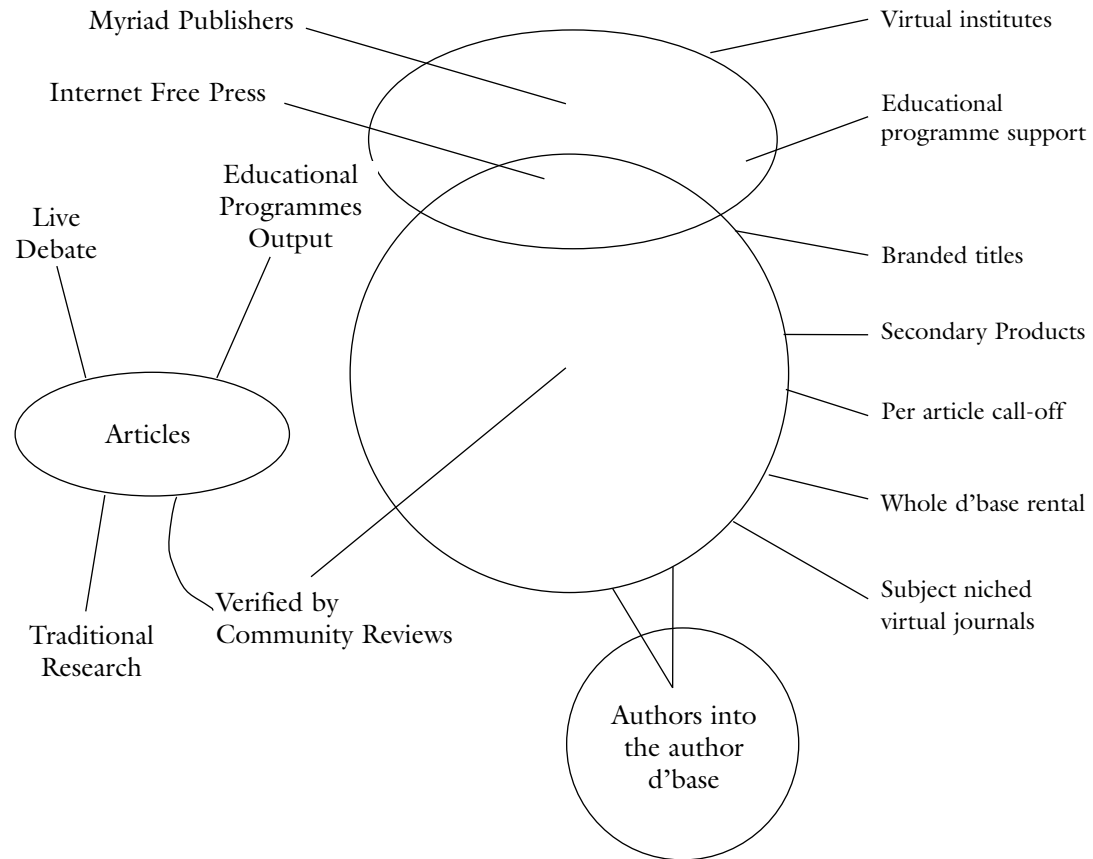 Myriad Publishers
Internet Free Press
Educational
Programmes
Output
Live
Debate
Articles
Traditional
Research
Verified by
Community Reviews
Virtual institutes
Educational
programme support
Branded titles
Secondary Products
Per article call-off
Whole d’base rental
Subject niched
virtual journals
Authors into
the author
d’base